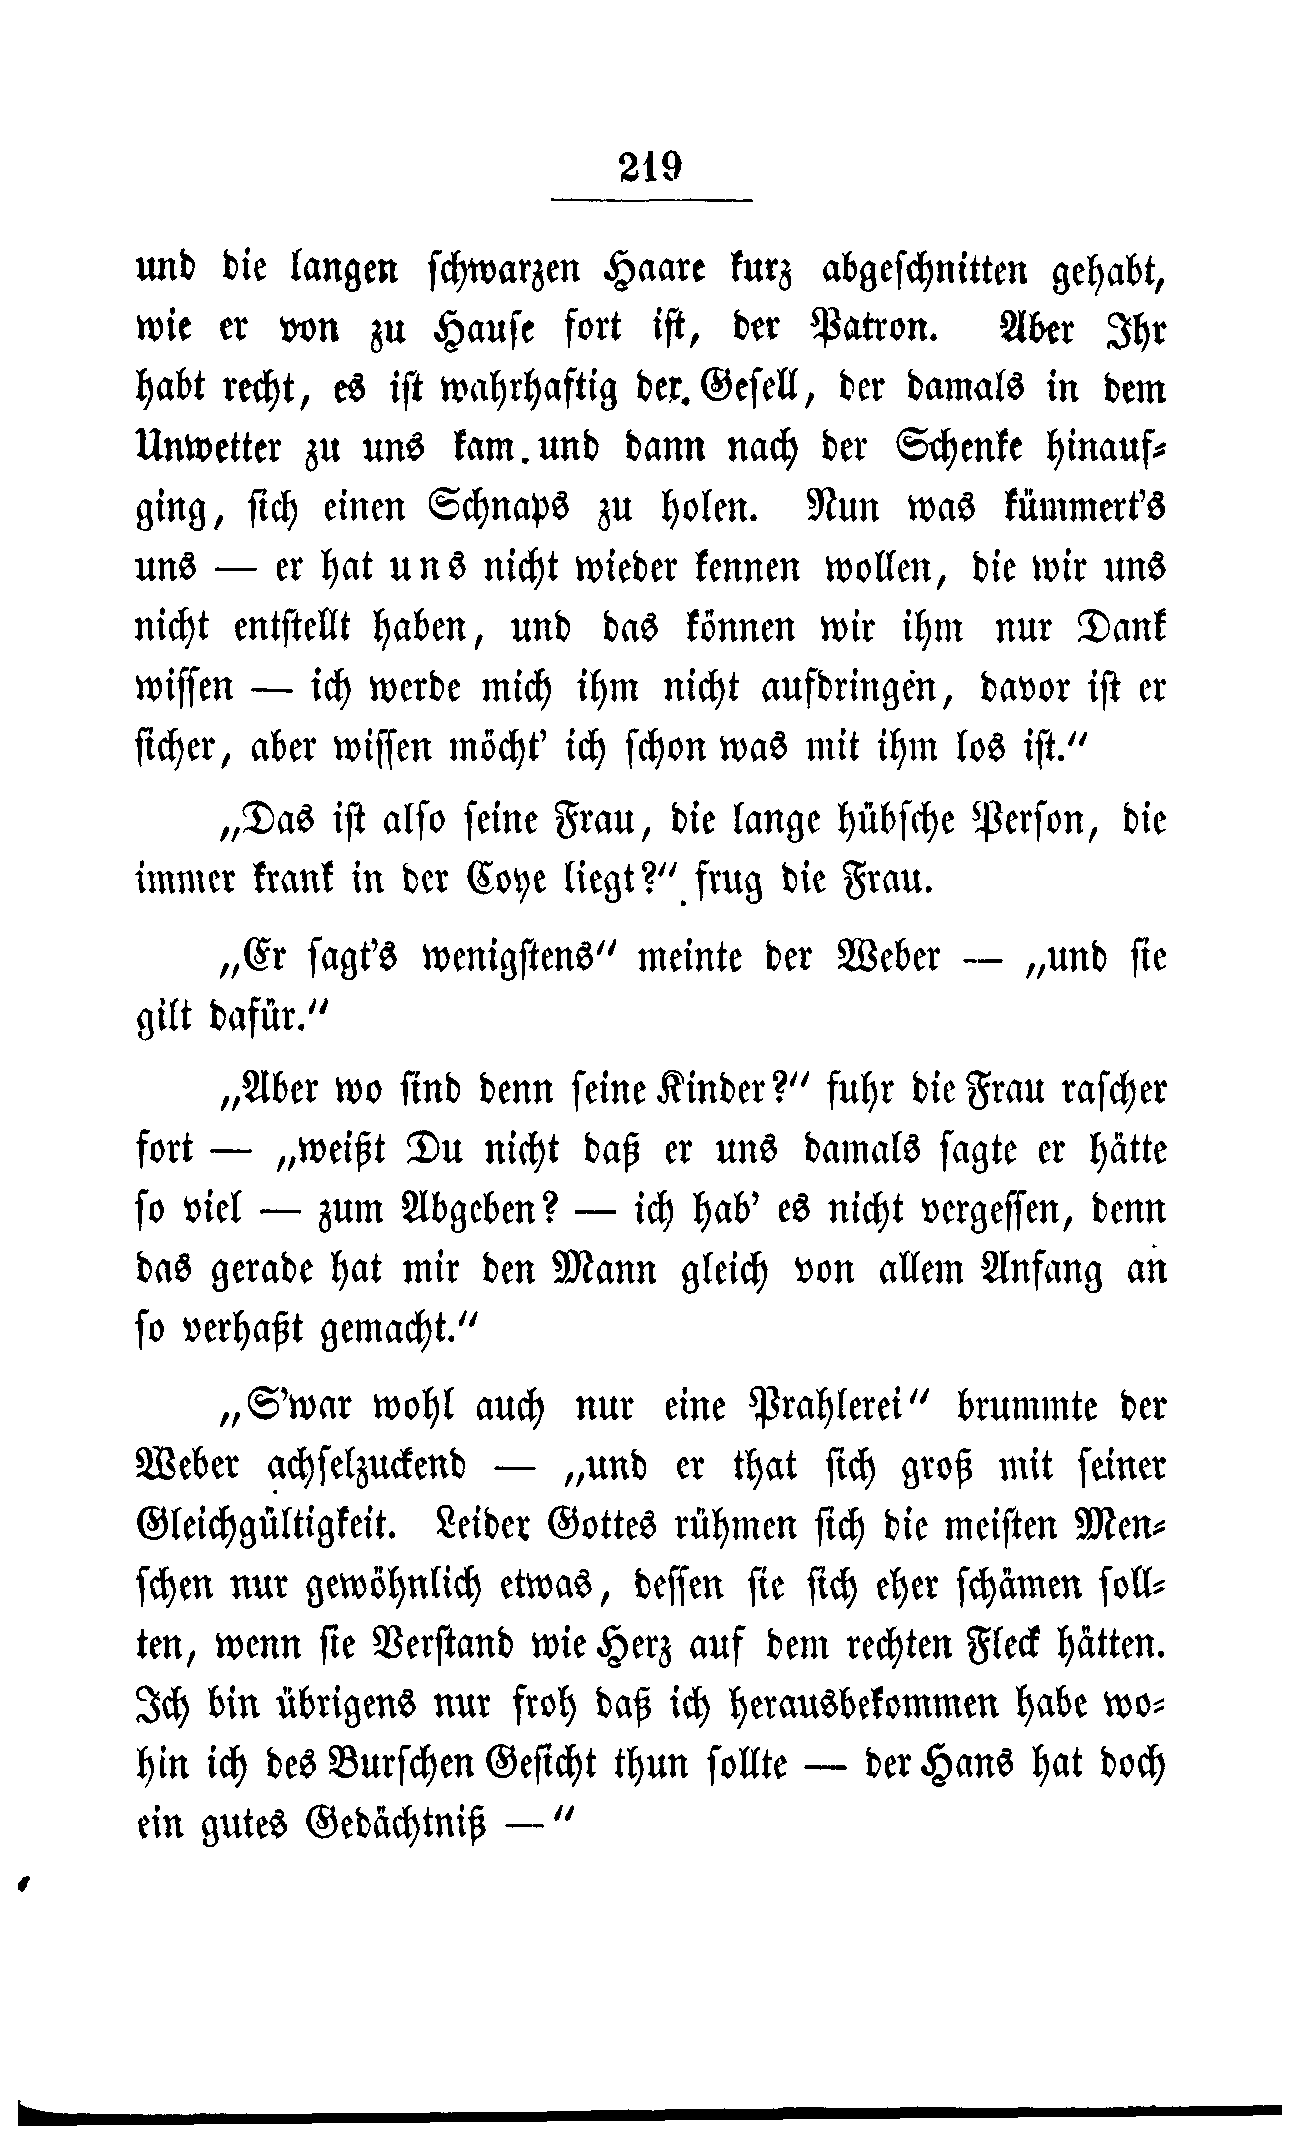 219
und die langen schwarzen Haare kurz abgeschnitten gehabt,
wie er von zu Hause fort ist, der Patron. Aber Ihr
habt recht, es ist wahrhaftig der Gesell, der damals in dem
Unwetter zu uns kam und dann nach der Schenke hinauf-
ging, sich einen Schnaps zu holen. Nun was kümmert's
uns — er hat uns nicht wieder kennen wollen, die wir uns
nicht entstellt haben, und das können wir ihm nur Dank
wissen — ich werde mich ihm nicht aufdringen, davor ist er
sicher, aber wissen möcht' ich schon was mit ihm los ist."
„Das ist also seine Frau, die lange hübsche Person, die
immer krank in der Coye liegt?" frug die Frau.
„Er sagt's wenigstens" meinte der Weber — „und sie
gilt dafür."
„Aber wo sind denn seine Kinder?" fuhr die Frau rascher
fort — „weißt Du nicht daß er uns damals sagte er hätte
so viel — zum Abgeben? — ich hab' es nicht vergessen, denn
das gerade hat mir den Mann gleich von allem Anfang an
so verhaßt gemacht."
„S'war wohl auch nur eine Prahlerei" brummte der
Weber achselzuckend — „und er that sich groß mit seiner
Gleichgültigkeit. Leider Gottes rühmen sich die meisten Men-
schen nur gewöhnlich etwas, dessen sie sich eher schämen soll-
ten, wenn sie Verstand wie Herz auf dem rechten Fleck hätten.
Ich bin übrigens nur froh daß ich herausbekommen habe wo-
hin ich des Burschen Gesicht thun sollte — der Hans hat doch
ein gutes Gedächtniß —"